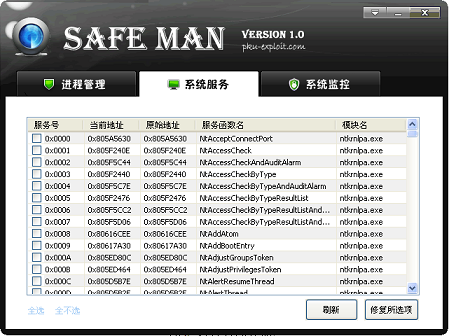 SAFE MAN VERSION 1.0
pku-exploit.com
进程管理 系统服务 系统监控
服务号 当前地址 原始地址 服务函数名 模块名
0x0000 0x805A5630 0x805A5630 NtAcceptConnectPort ntkrnlpa.exe
0x0001 0x805F240E 0x805F240E NtAccessCheck ntkrnlpa.exe
0x0002 0x805F5C44 0x805F5C44 NtAccessCheckAndAuditAlarm ntkrnlpa.exe
0x0003 0x805F2440 0x805F2440 NtAccessCheckByType ntkrnlpa.exe
0x0004 0x805F5C7E 0x805F5C7E NtAccessCheckByTypeAndAuditAlarm ntkrnlpa.exe
0x0005 0x805F2476 0x805F2476 NtAccessCheckByTypeResultList ntkrnlpa.exe
0x0006 0x805F5CC2 0x805F5CC2 NtAccessCheckByTypeResultListAnd... ntkrnlpa.exe
0x0007 0x805F5D06 0x805F5D06 NtAccessCheckByTypeResultListAnd... ntkrnlpa.exe
0x0008 0x80616CEE 0x80616CEE NtAddAtom ntkrnlpa.exe
0x0009 0x80617A30 0x80617A30 NtAddBootEntry ntkrnlpa.exe
0x000A 0x805ED80C 0x805ED80C NtAdjustGroupsToken ntkrnlpa.exe
0x000B 0x805ED464 0x805ED464 NtAdjustPrivilegesToken ntkrnlpa.exe
0x000C 0x805D5B7E 0x805D5B7E NtAlertResumeThread ntkrnlpa.exe
0x000D 0x805D5B2E 0x805D5B2E NtAlertThread ntkrnlpa.exe
全选 全不选 刷新 修复所选项